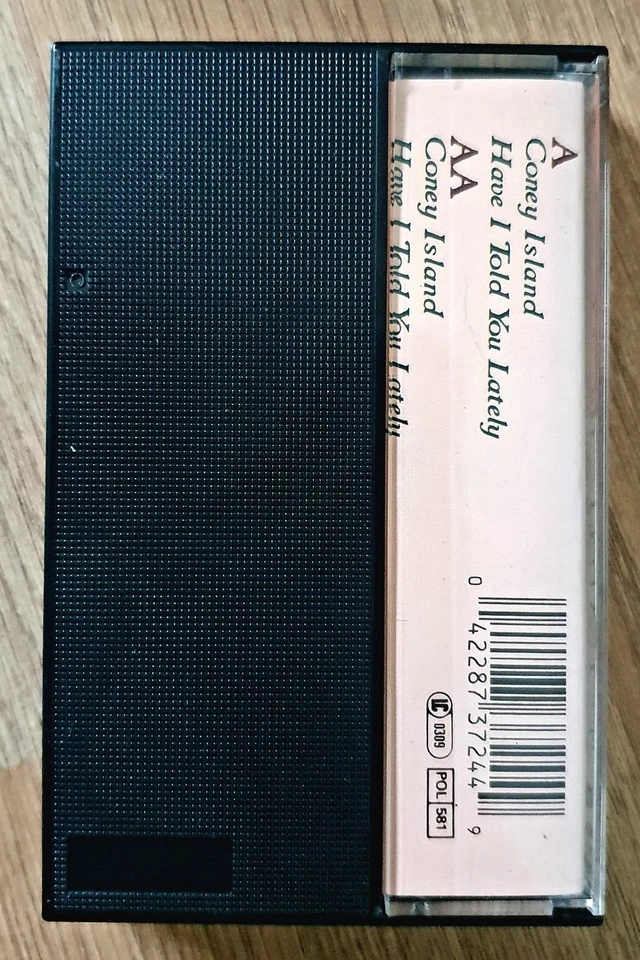 A
Coney Island
Have I Told You Lately
AA
Coney Island
Have I Told You Lately
0 42287 37244 9
LC 0309
POL 581
C